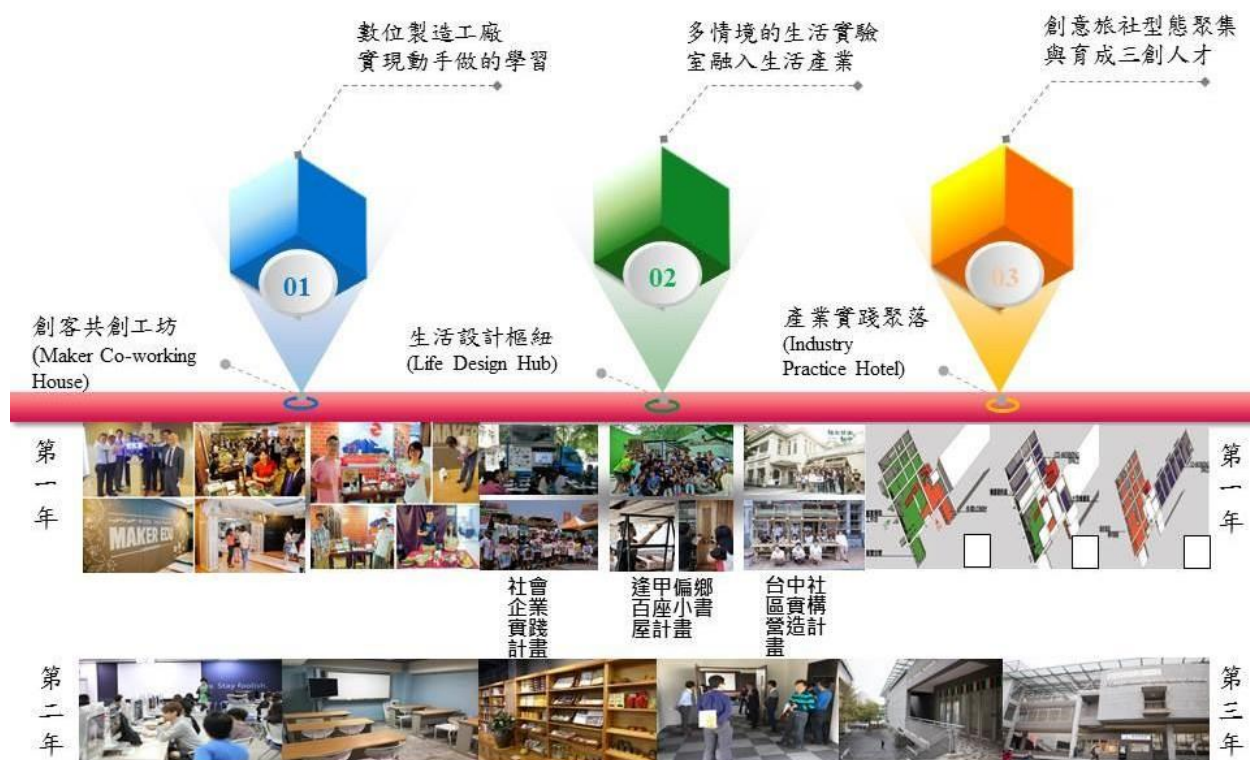 數位製造工廠
實現動手做的學習
多情境的生活實驗
室融入生活產業
創意旅社型態聚集
與育成三創人才
01
02
03
創客共創工坊
(Maker Co-working
House)
生活設計樞紐
(Life Design Hub)
產業實踐聚落
(Industry
Practice Hotel)
第一年
MAKER EDU
社會
企業
實踐
計畫
逢甲偏鄉
百座小書
屋計畫
台中社
區實構
營造計
畫
第一年
第二年
Stay foolish
第三年